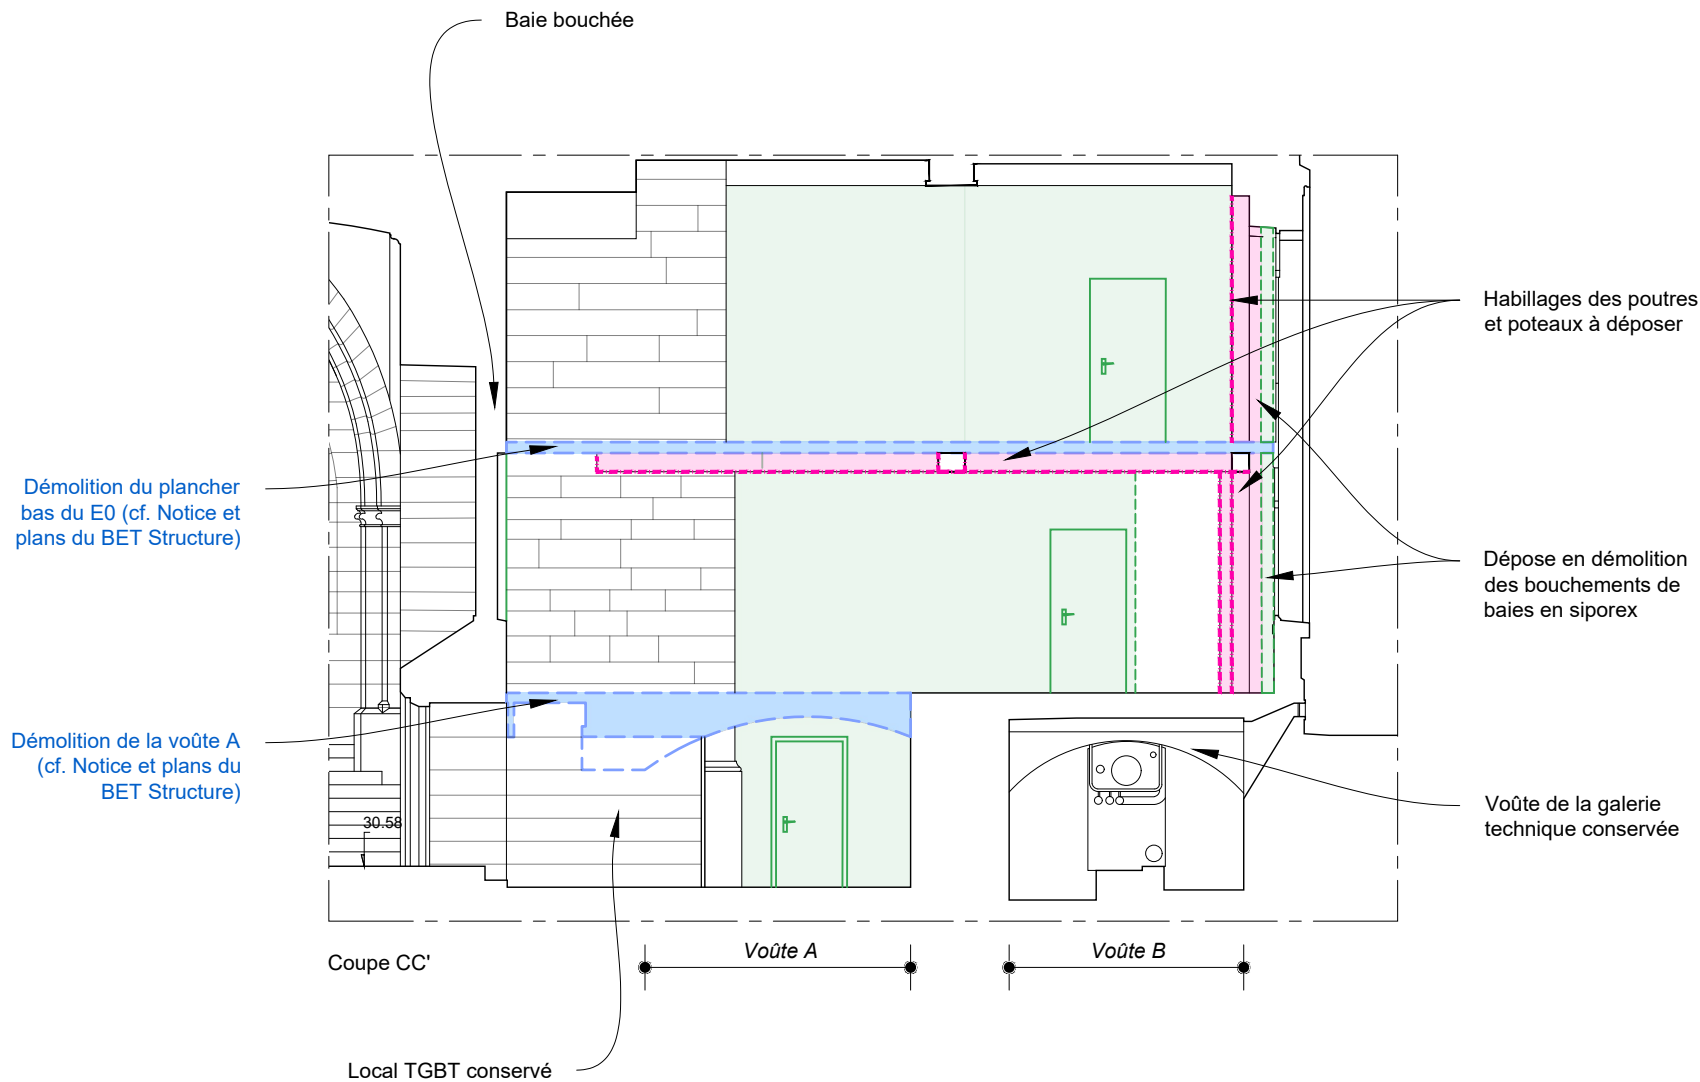 Baie bouchée
Habillages des poutres
et poteaux à déposer
Démolition du plancher
bas du E0 (cf. Notice et
plans du BET Structure)
Dépose en démolition
des bouchements de
baies en siporex
Démolition de la voûte A
(cf. Notice et plans du
BET Structure)
Voûte de la galerie
technique conservée
30.58
Voûte A
Voûte B
Coupe CC'
Local TGBT conservé